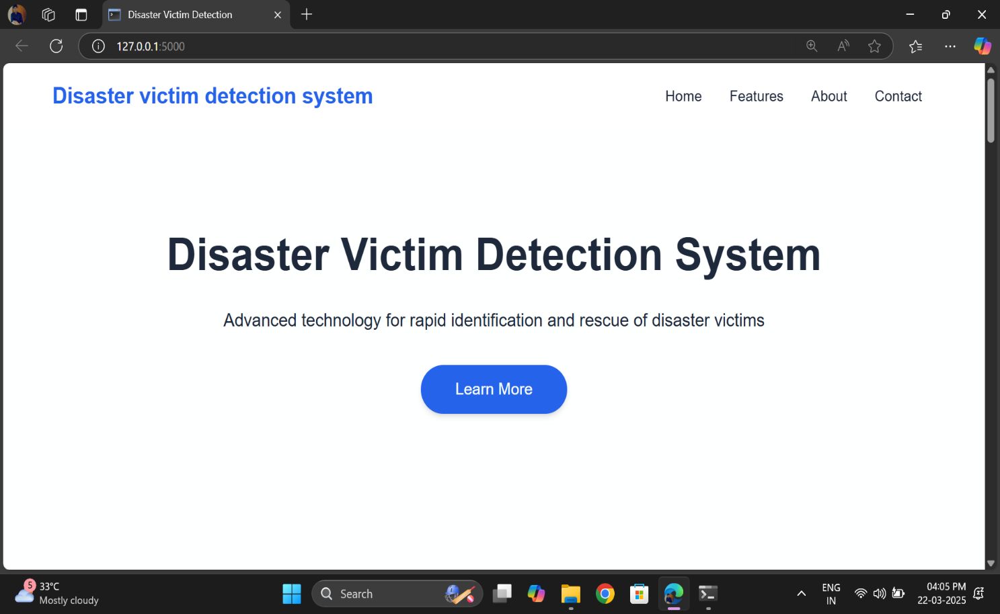 Disaster Victim Detection
127.0.0.1:5000
Disaster victim detection system
Home Features About Contact
Disaster Victim Detection System
Advanced technology for rapid identification and rescue of disaster victims
Learn More
5
33°C
Mostly cloudy
Search
ENG
IN
04:05 PM
22-03-2025